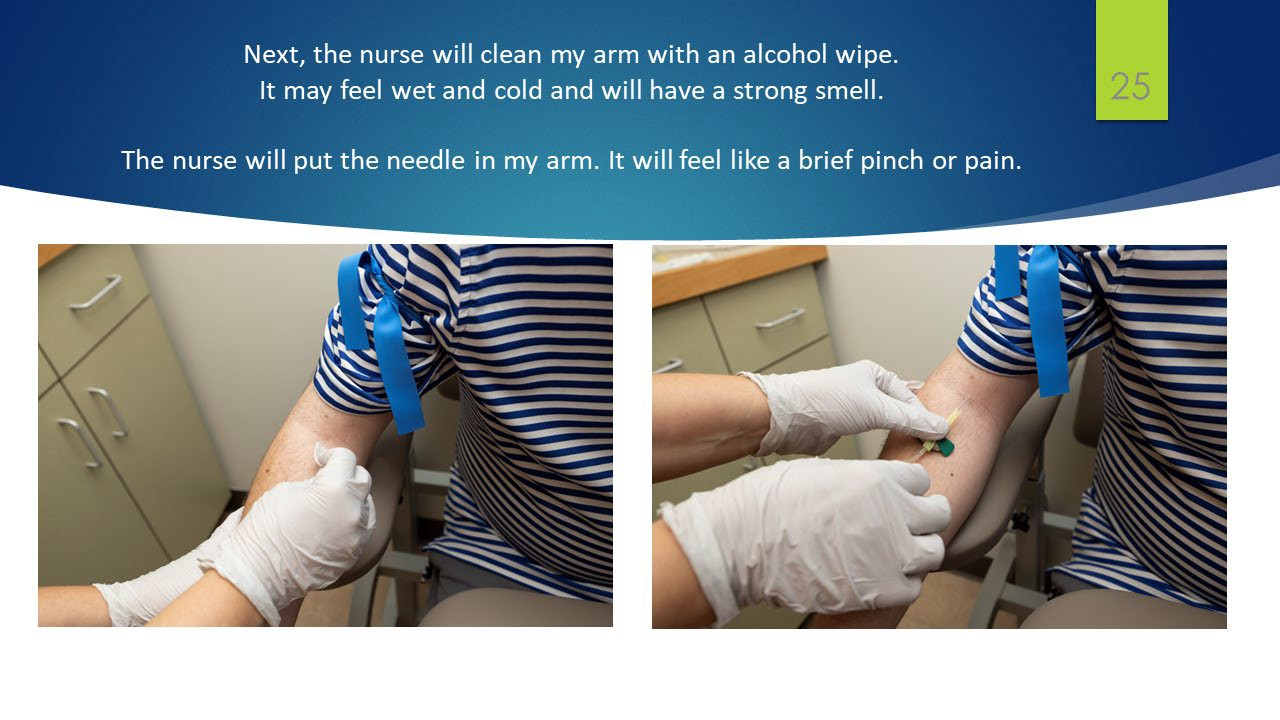 Next, the nurse will clean my arm with an alcohol wipe.
It may feel wet and cold and will have a strong smell.
25
The nurse will put the needle in my arm. It will feel like a brief pinch or pain.